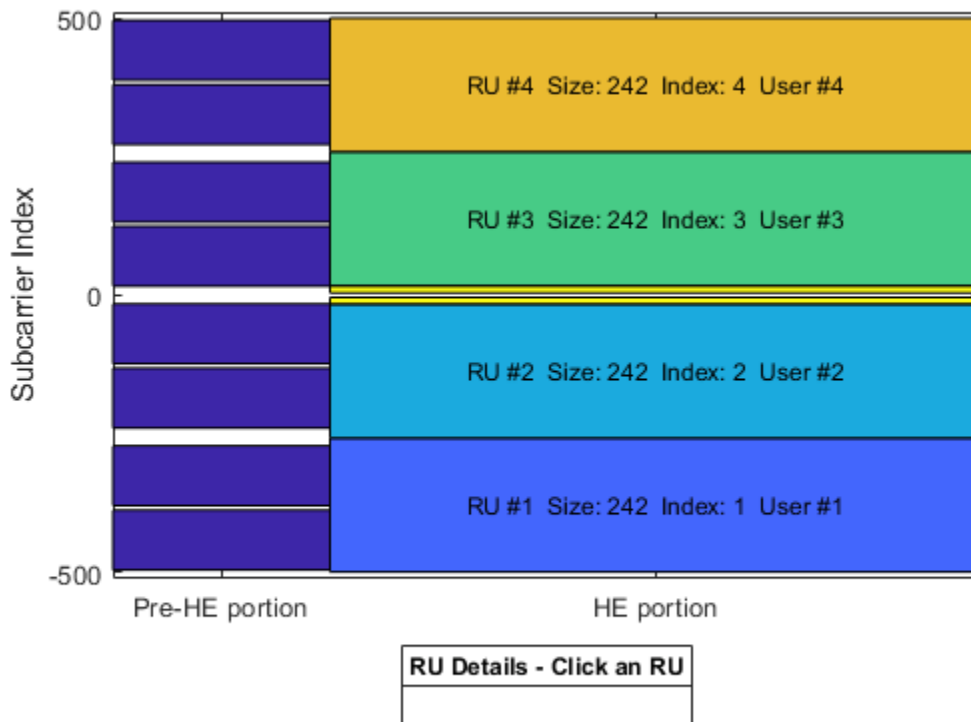 500
RU #4 Size: 242 Index: 4 User #4
RU #3 Size: 242 Index: 3 User #3
Subcarrier Index
0
RU #2 Size: 242 Index: 2 User #2
RU #1 Size: 242 Index: 1 User #1
-500
Pre-HE portion HE portion
RU Details - Click an RU